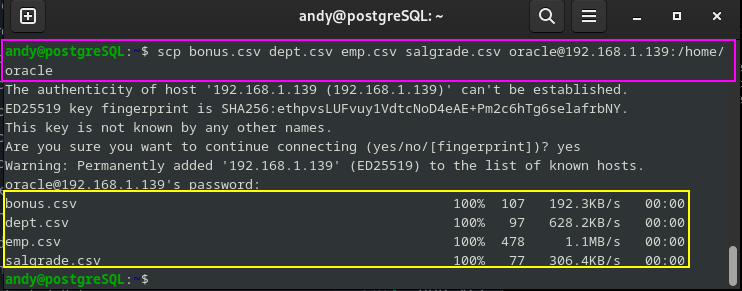 andy@postgreSQL: ~
andy@postgreSQL:~$ scp bonus.csv dept.csv emp.csv salgrade.csv oracle@192.168.1.139:/home/
oracle
The authenticity of host '192.168.1.139 (192.168.1.139)' can't be established.
ED25519 key fingerprint is SHA256:ethpvsLUFvuy1VdtcNoD4eAE+Pm2c6hTg6selafrbNY.
This key is not known by any other names.
Are you sure you want to continue connecting (yes/no/[fingerprint])? yes
Warning: Permanently added '192.168.1.139' (ED25519) to the list of known hosts.
oracle@192.168.1.139's password:
bonus.csv 100% 107 192.3KB/s 00:00
dept.csv 100% 97 628.2KB/s 00:00
emp.csv 100% 478 1.1MB/s 00:00
salgrade.csv 100% 77 306.4KB/s 00:00
andy@postgreSQL:~$